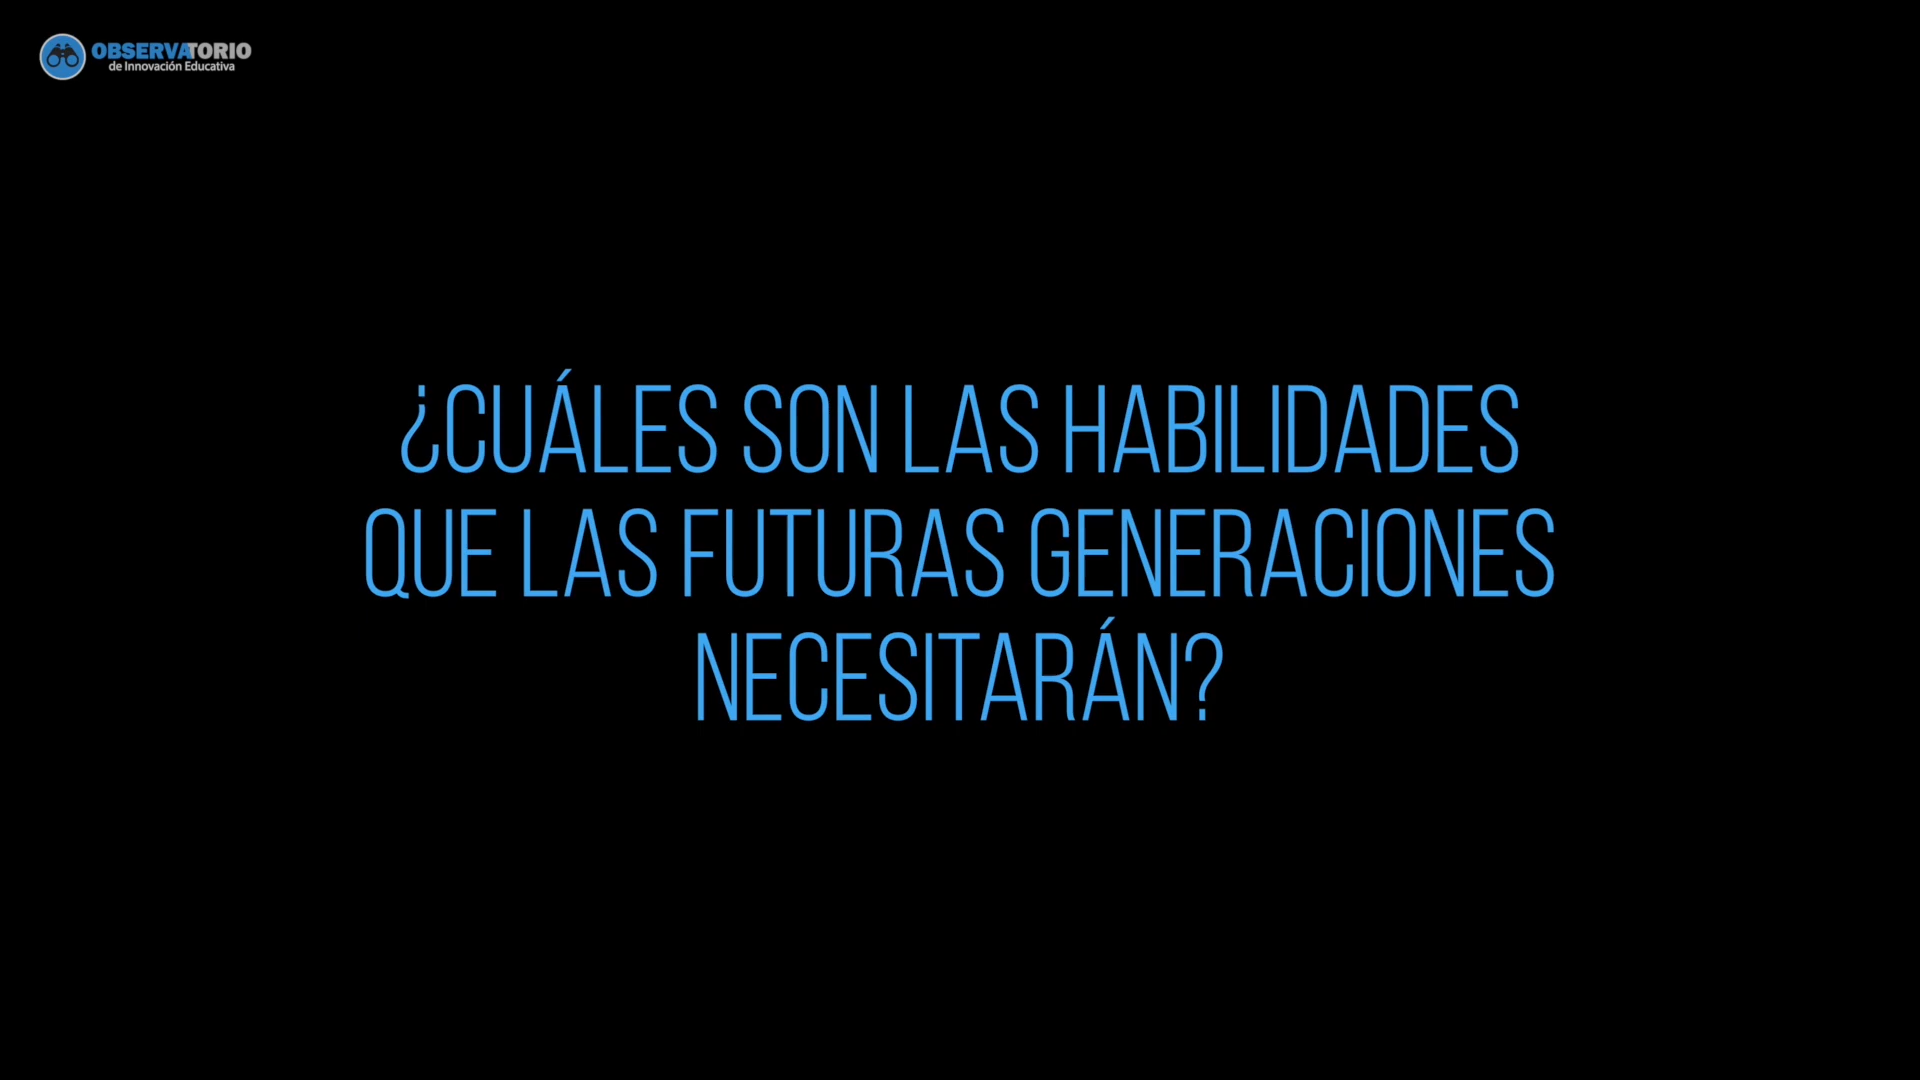 OBSERVATORIO
de Innovación Educativa
¿CUÁLES SON LAS HABILIDADES
QUE LAS FUTURAS GENERACIONES
NECESITARÁN?